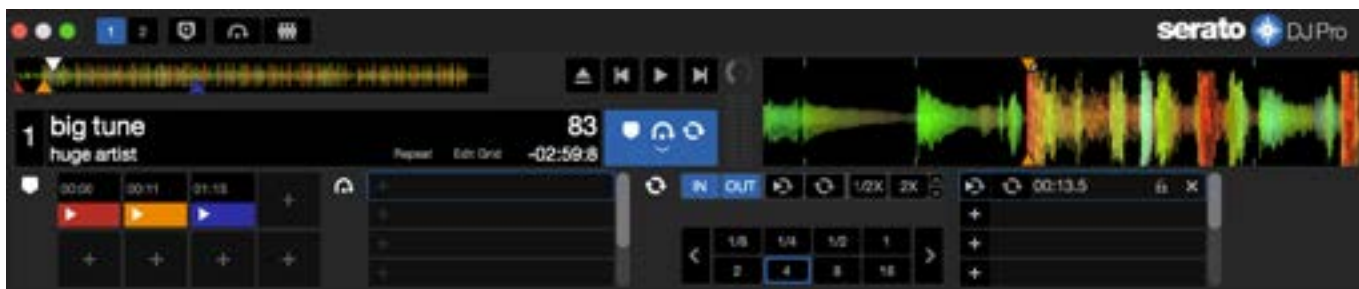 1 2
serato DJ Pro
1 big tune 83
huge artist Repeat Edit Grid -02:59:8
00:00 00:11 01:13
IN OUT 1/2X 2X 00:13.5
1/8 1/4 1/2 1
2 4 8 16